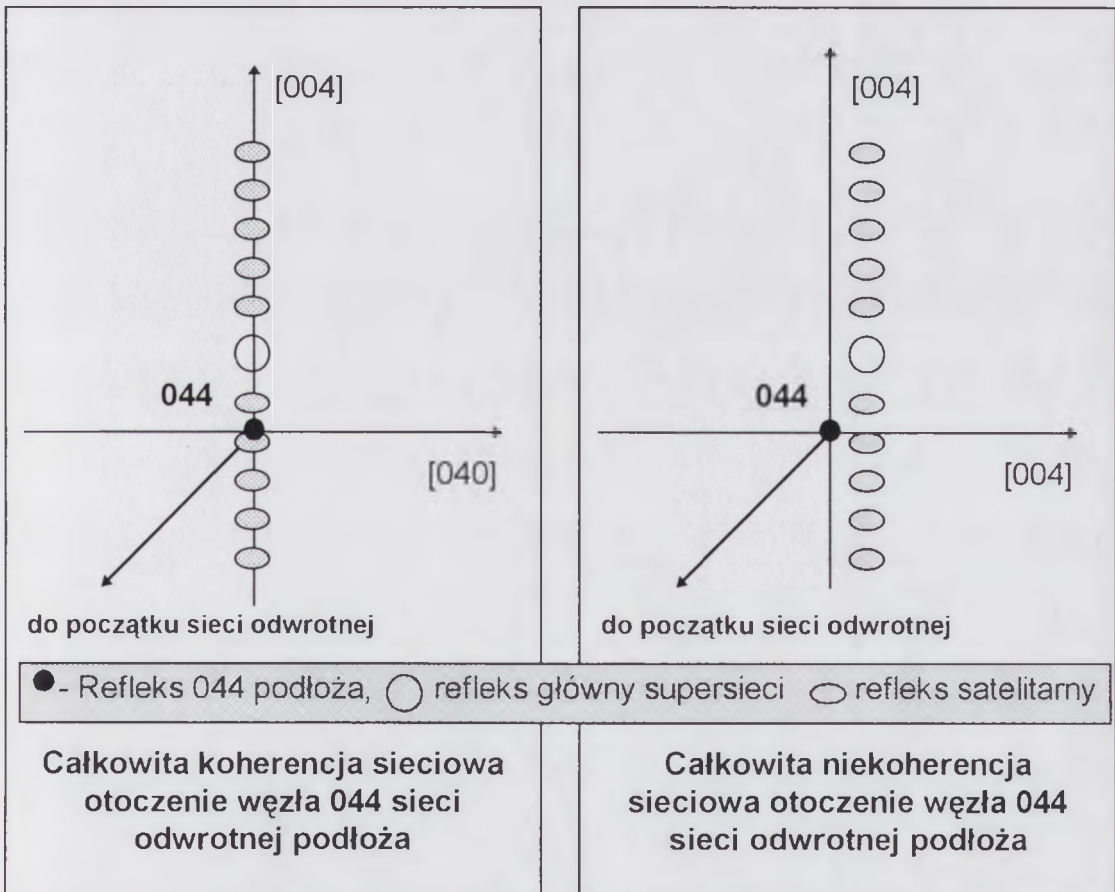 [004]
044
[040]
do początku sieci odwrotnej
[004]
044
[004]
do początku sieci odwrotnej
- Refleks 044 podłoża, refleks główny supersieci refleks satelitarny
Całkowita koherencja sieciowa
otoczenie węzła 044 sieci
odwrotnej podłoża
Całkowita niekoherencja
sieciowa otoczenie węzła 044
sieci odwrotnej podłoża